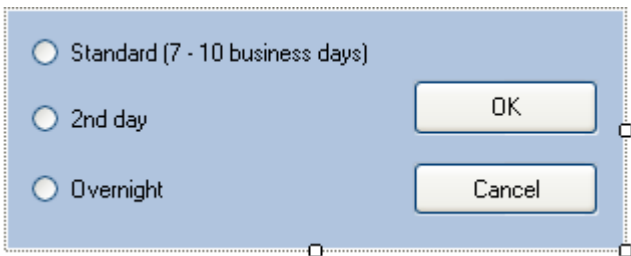 Standard (7 - 10 business days)
2nd day
OK
Overnight
Cancel